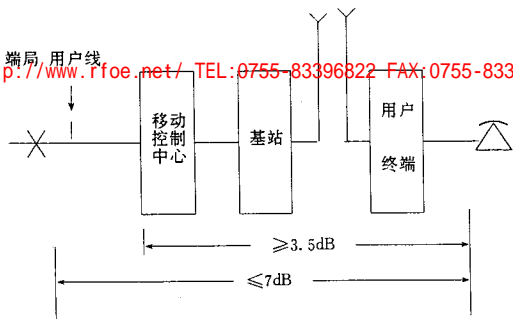 端局 用户线
p://www.rfoe.net/ TEL:0755-83396822 FAX:0755-833
移动
控制
中心
基站
用户
终端
≥3.5dB
≤7dB